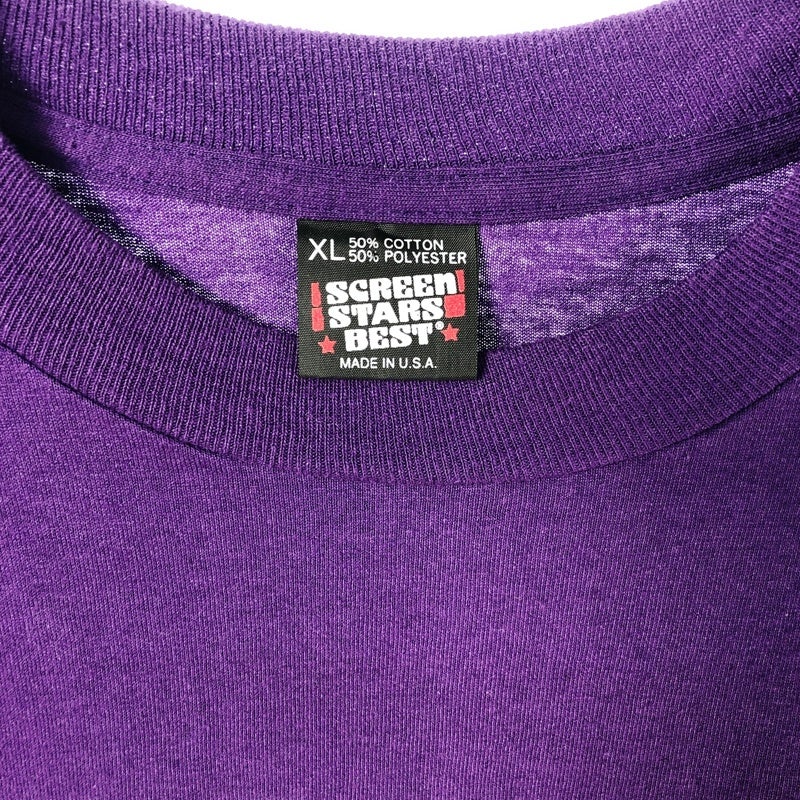 XL 50% COTTON
50% POLYESTER
SCREEN
STARS
BEST®
MADE IN U.S.A.